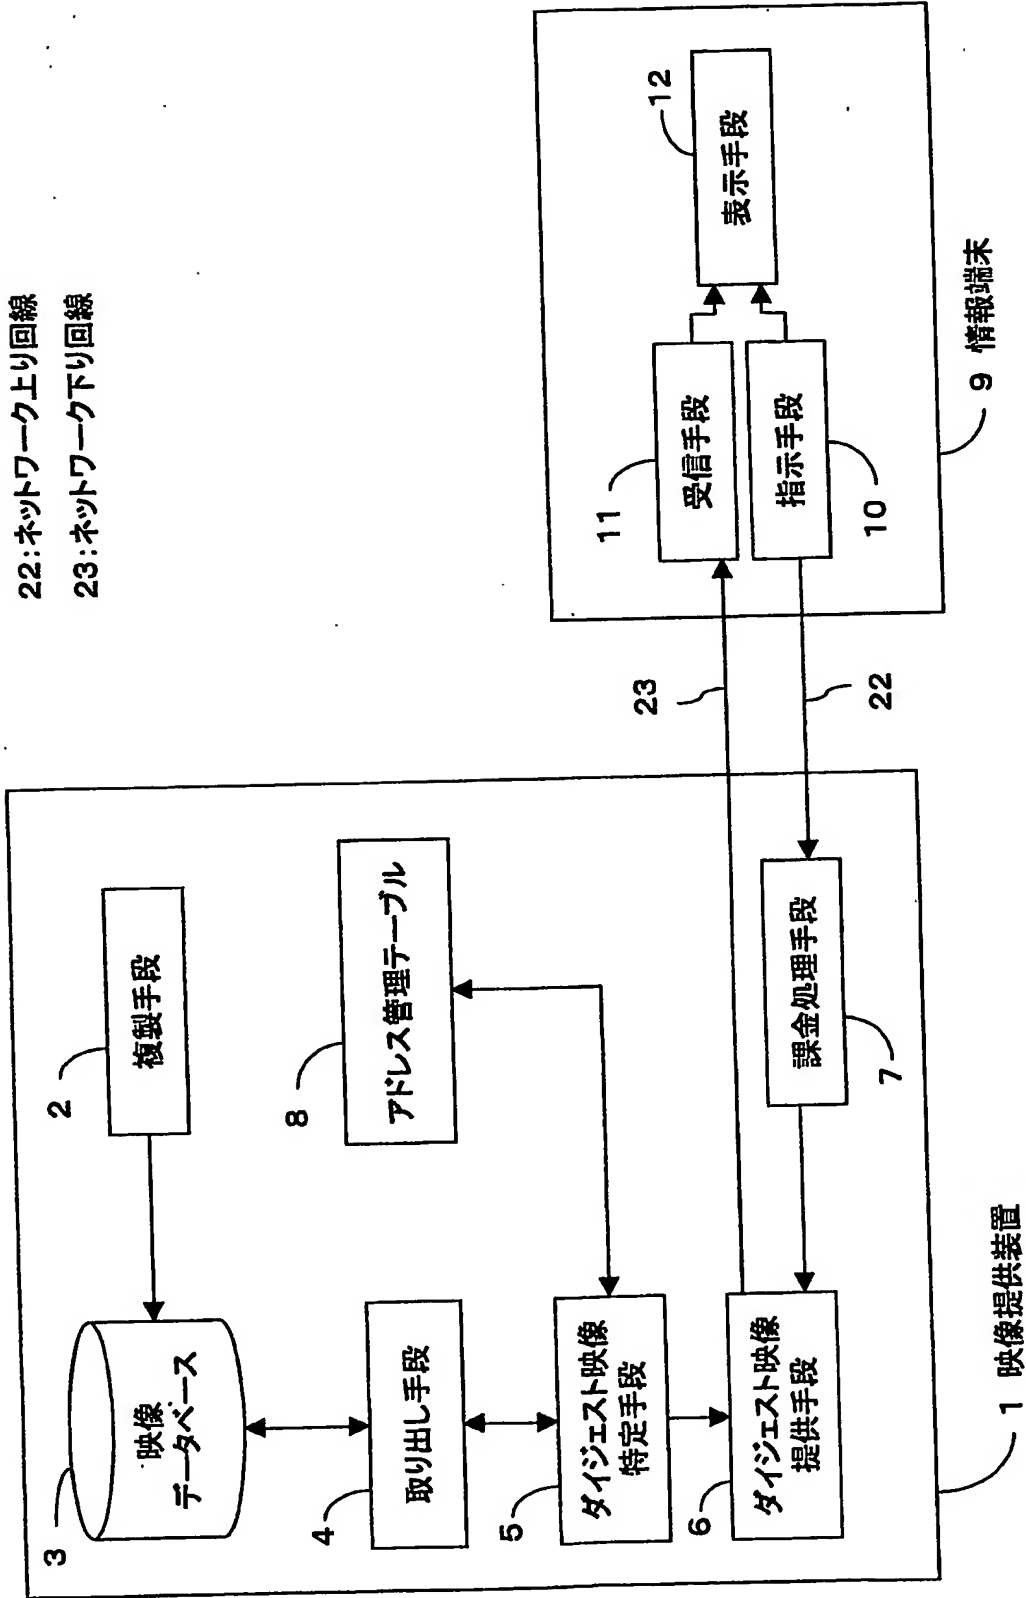 22:ネットワーク上り回線
23:ネットワーク下り回線
3
映像
データベース
2
複製手段
4
取り出し手段
8
アドレス管理テーブル
5
ダイジェスト映像
特定手段
6
ダイジェスト映像
提供手段
課金処理手段
7
1 映像提供装置
23
22
11
受信手段
指示手段
10
12
表示手段
9 情報端末